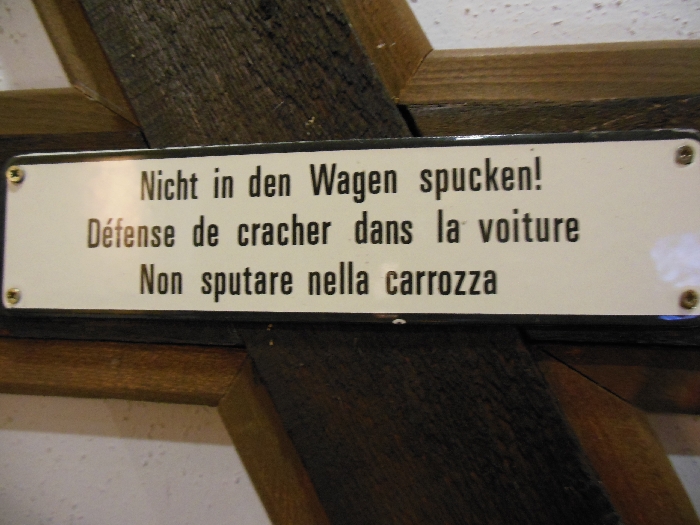 Nicht in den Wagen spucken!
Défense de cracher dans la voiture
Non sputare nella carrozza